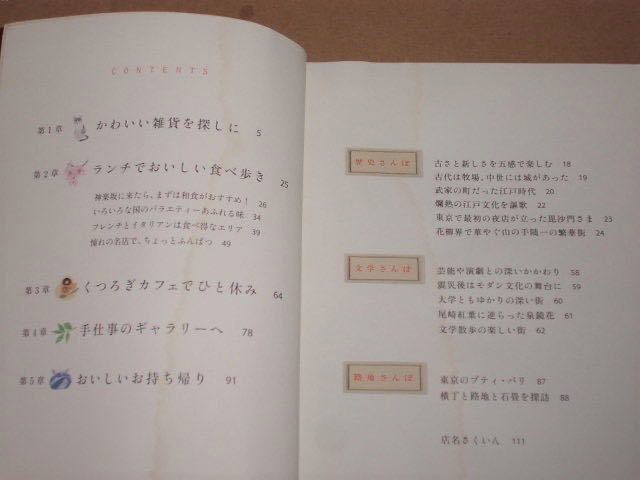 CONTENTS
第1章 かわいい雑貨を探しに 5
第2章 ランチでおいしい食べ歩き 25
神楽坂に来たら、まずは和食がおすすめ! 26
いろいろな国のバラエティーあふれる味 34
フレンチとイタリアンは食べ得なエリア 39
憧れの名店で、ちょっとふんぱつ 49
第3章 くつろぎカフェでひと休み 64
第4章 手仕事のギャラリーへ 78
第5章 おいしいお持ち帰り 91
歴史さんぽ
古さと新しさを五感で楽しむ 18
古代は牧場、中世には城があった 19
武家の町だった江戸時代 20
爛熟の江戸文化を謳歌 22
東京で最初の夜店が立った毘沙門さま 23
花柳界で華やぐ山の手随一の繁華街 24
文学さんぽ
芸能や演劇との深いかかわり 58
震災後はモダン文化の舞台に 59
大学ともゆかりの深い街 60
尾崎紅葉に逆らった泉鏡花 61
文学散歩の楽しい街 62
路地さんぽ
東京のプティ・パリ 87
横丁と路地と石畳を探訪 88
店名さくいん 111